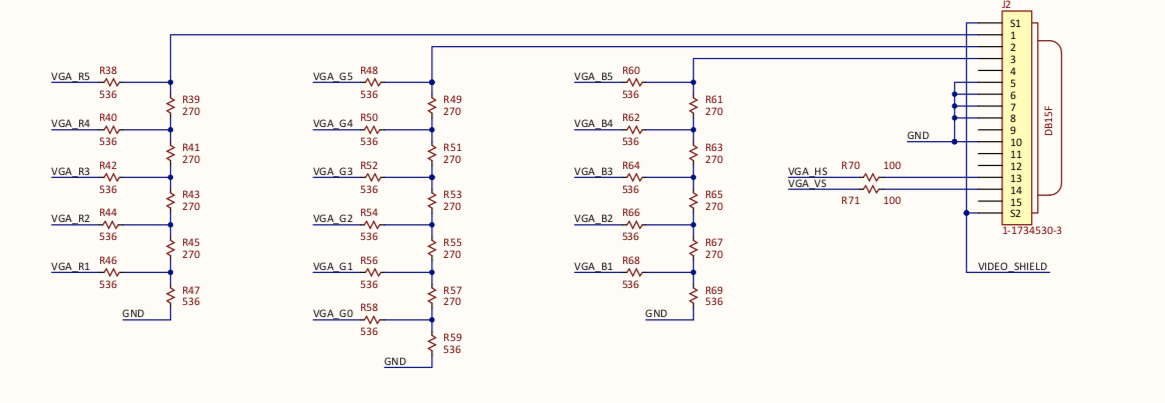 J2
S1
1
2
3
4
5
6
7
8
9
10
11
12
13
14
15
S2
DB15F
1-1734530-3
VIDEO_SHIELD
GND
VGA_HS R70 100
VGA_VS
R71 100
VGA_R5 R38
536
R39
270
VGA_R4 R40
536
R41
270
VGA_R3 R42
536
R43
270
VGA_R2 R44
536
R45
270
VGA_R1 R46
536
R47
536
GND
VGA_G5 R48
536
R49
270
VGA_G4 R50
536
R51
270
VGA_G3 R52
536
R53
270
VGA_G2 R54
536
R55
270
VGA_G1 R56
536
R57
270
VGA_G0 R58
536
R59
536
GND
VGA_B5 R60
536
R61
270
VGA_B4 R62
536
R63
270
VGA_B3 R64
536
R65
270
VGA_B2 R66
536
R67
270
VGA_B1 R68
536
R69
536
GND